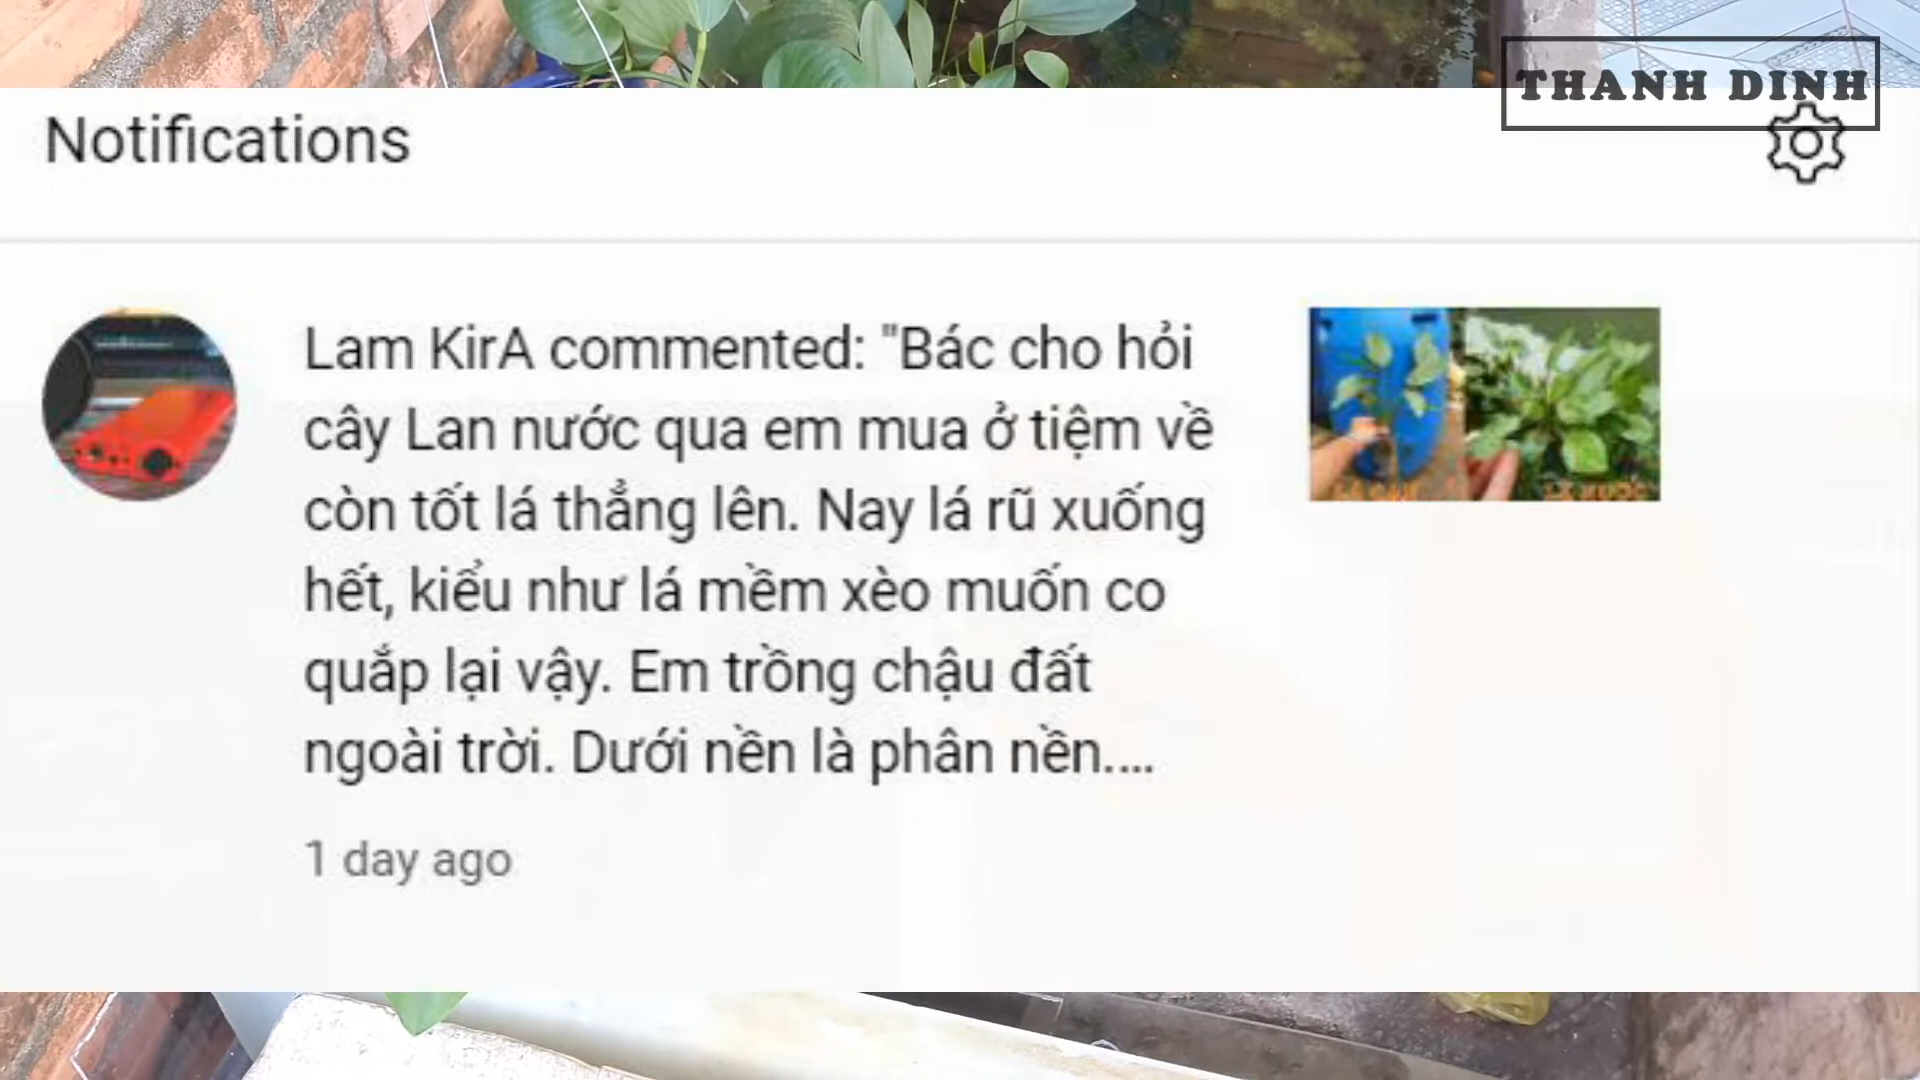 THANH DINH
Notifications
Lam KirA commented: "Bác cho hỏi
cây Lan nước qua em mua ở tiệm về
còn tốt lá thẳng lên. Nay lá rũ xuống
hết, kiểu như lá mềm xèo muốn co
quắp lại vậy. Em trồng chậu đất
ngoài trời. Dưới nền là phân nền....
1 day ago